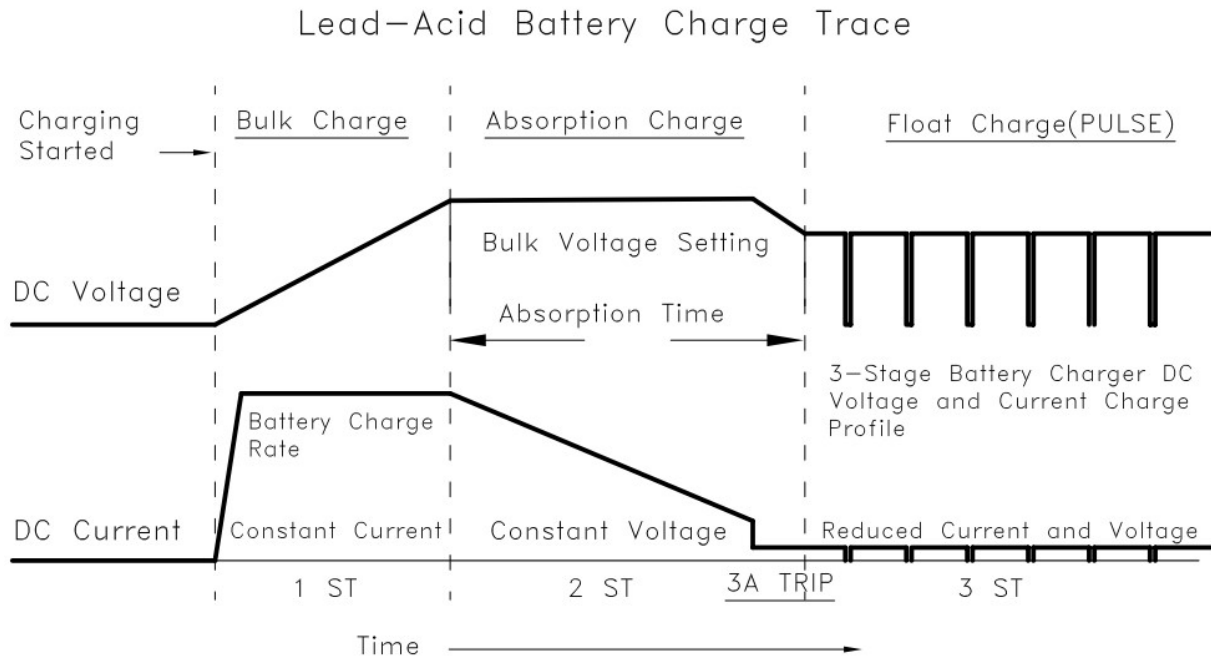 Lead-Acid Battery Charge Trace
Charging
Started
Bulk Charge
Absorption Charge
Float Charge(PULSE)
Bulk Voltage Setting
DC Voltage
Absorption Time
3-Stage Battery Charger DC
Voltage and Current Charge
Profile
Battery Charge
Rate
DC Current
Constant Current
Constant Voltage
Reduced Current and Voltage
1 ST
2 ST
3A TRIP
3 ST
Time